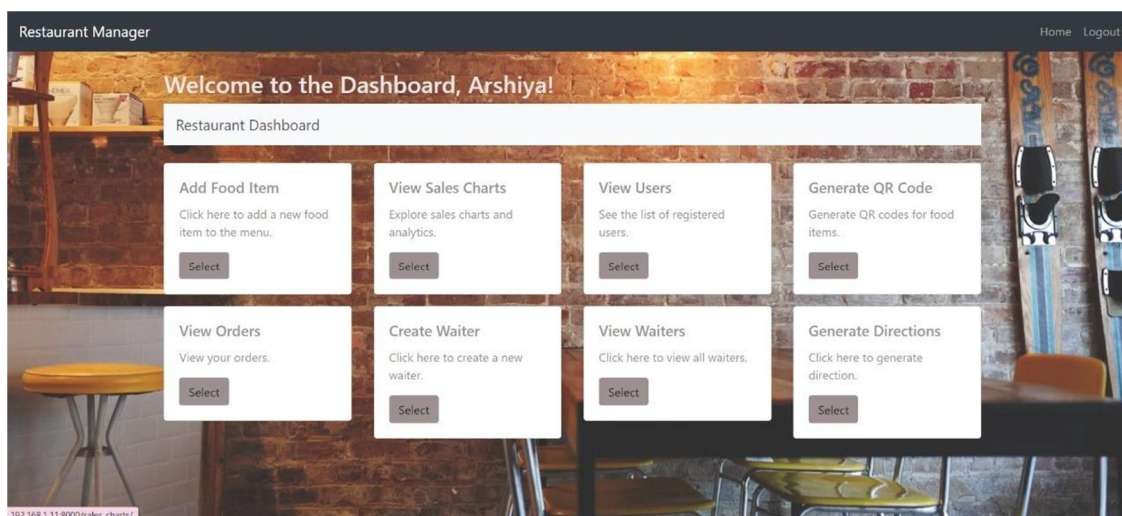 Restaurant Manager
Home Logout
Welcome to the Dashboard, Arshiya!
Restaurant Dashboard
Add Food Item
Click here to add a new food
item to the menu.
Select
View Sales Charts
Explore sales charts and
analytics.
Select
View Users
See the list of registered
users.
Select
Generate QR Code
Generate QR codes for food
items.
Select
View Orders
View your orders.
Select
Create Waiter
Click here to create a new
waiter.
Select
View Waiters
Click here to view all waiters.
Select
Generate Directions
Click here to generate
direction.
Select
192.168.1.11:8000/sales_charts/